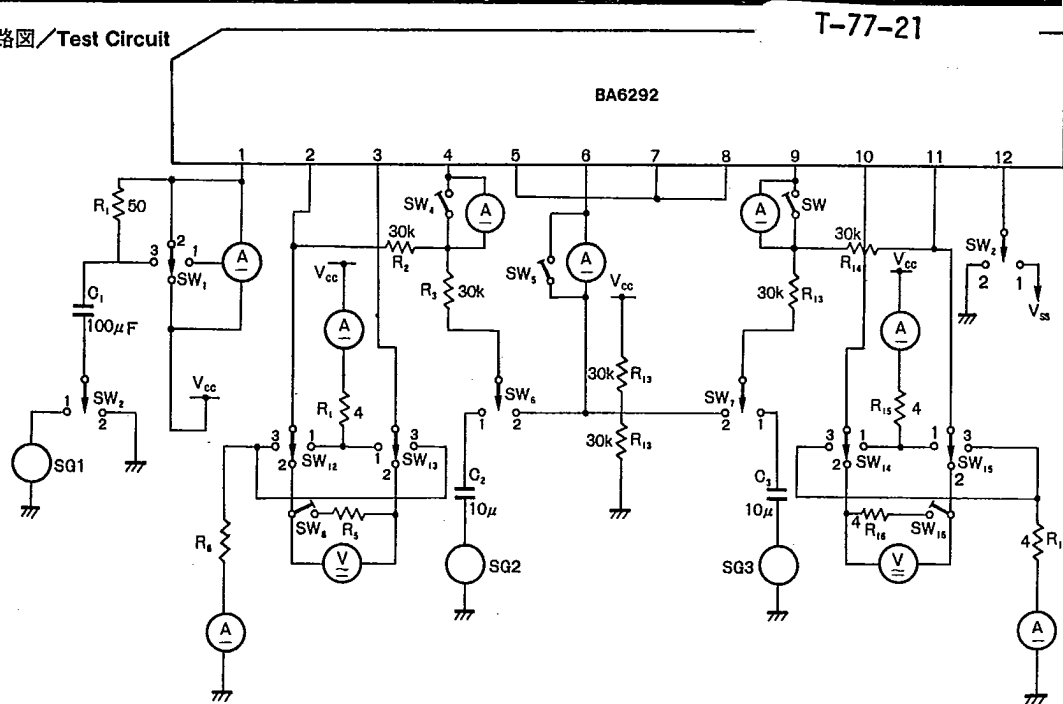 路図／Test Circuit
T-77-21
BA6292
1 2 3 4 5 6 7 8 9 10 11 12
R₁ 50
3 2 1
SW₁
A
C₁
100μF
1 SW₂ 2
SG1
Vcc
SW₄
A
30k
R₂
R₃ 30k
Vcc
A
R₁ 4
3 1 1 3
2 SW₁₂ 2 SW₁₃
SW₆ R₅
V
R₆
A
SW₅
A
Vcc
30k R₁₃
30k R₁₃
SW₆
1 2
C₂
10μ
SG2
A
SW
30k
R₁₄
30k R₁₃
SW₇
2 1
C₃
10μ
SG3
Vcc
A
R₁₅ 4
3 1 1 3
2 SW₁₄ 2 SW₁₅
4 R₁₆ SW₁₆
V
SW₂
2 1
Vss
4 R₁
A